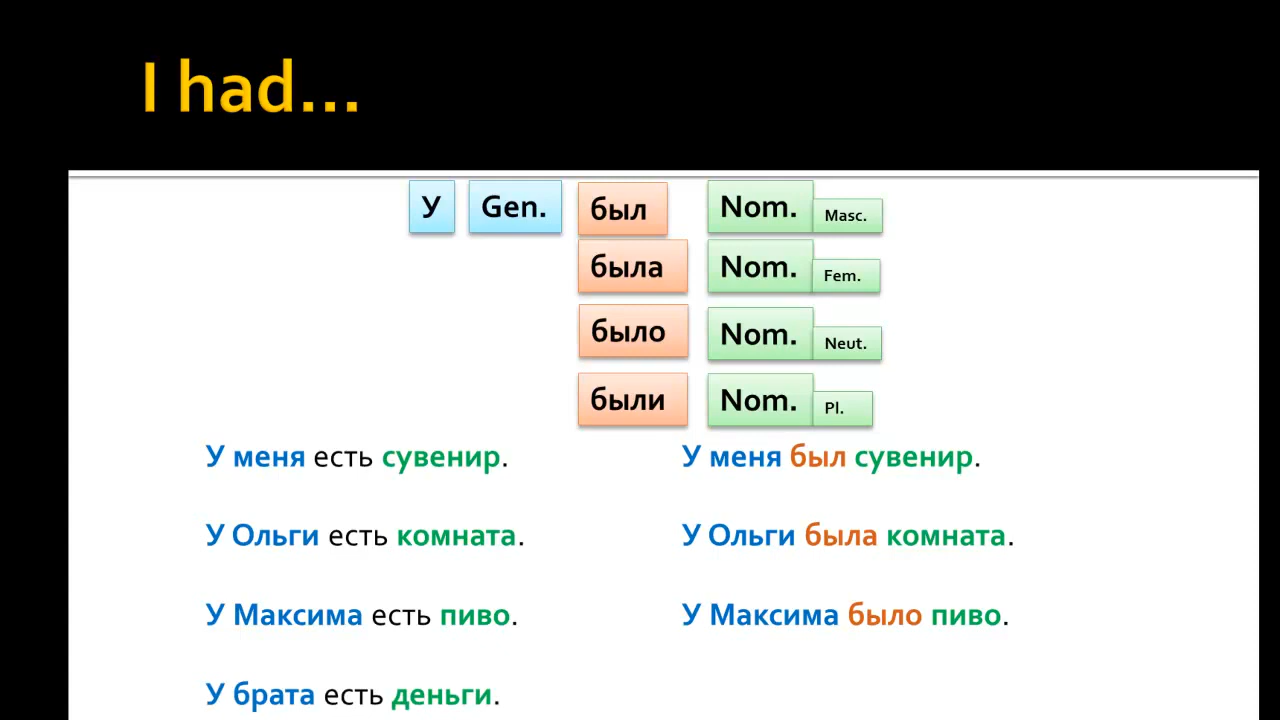 I had...
У Gen. был Nom. Masc.
была Nom. Fem.
было Nom. Neut.
были Nom. Pl.
У меня есть сувенир. У меня был сувенир.
У Ольги есть комната. У Ольги была комната.
У Максима есть пиво. У Максима было пиво.
У брата есть деньги.